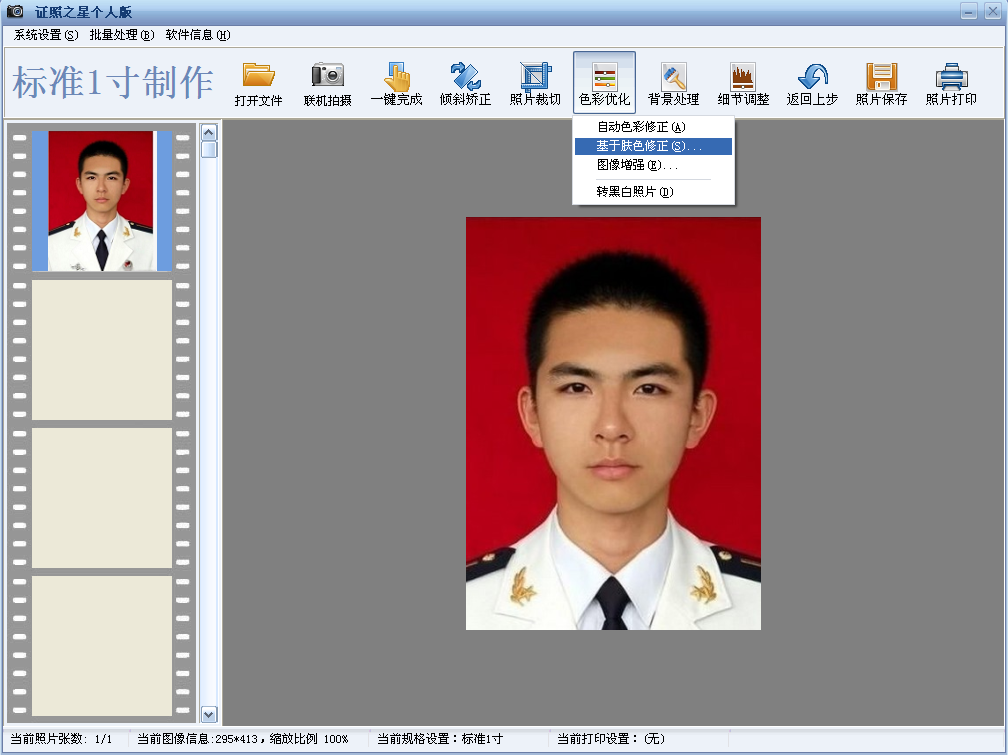 证照之星个人版
系统设置(S) 批量处理(B) 软件信息(H)
标准1寸制作
打开文件 联机拍摄 一键完成 倾斜矫正 照片裁切 色彩优化 背景处理 细节调整 返回上步 照片保存 照片打印
自动色彩修正(A)
基于肤色修正(S)...
图像增强(E)...
转黑白照片(D)
当前照片张数: 1/1 当前图像信息:295*413，缩放比例 100% 当前规格设置：标准1寸 当前打印设置：(无)